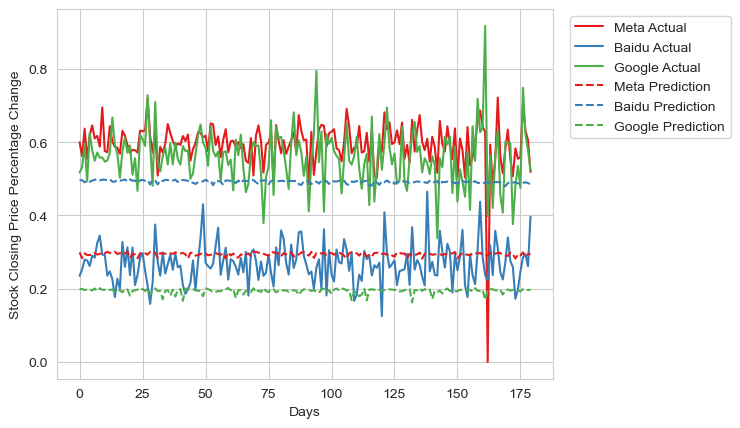 Stock Closing Price Percentage Change
0.8
0.6
0.4
0.2
0.0
0 25 50 75 100 125 150 175
Days
Meta Actual
Baidu Actual
Google Actual
Meta Prediction
Baidu Prediction
Google Prediction